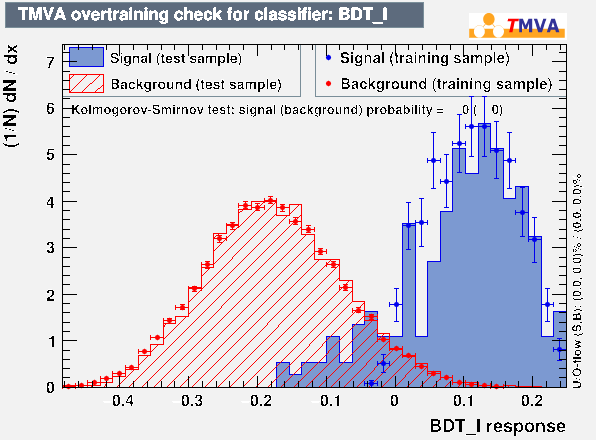 TMVA overtraining check for classifier: BDT_I
TMVA
Signal (test sample)
Background (test sample)
Signal (training sample)
Background (training sample)
Kolmogorov-Smirnov test: signal (background) probability = 0 ( 0)
(1/N) dN / dx
7
6
5
4
3
2
1
0
−0.4
−0.3
−0.2
−0.1
0
0.1
0.2
BDT_I response
U/O-flow (S,B): (0.0, 0.0)% / (0.0, 0.0)%